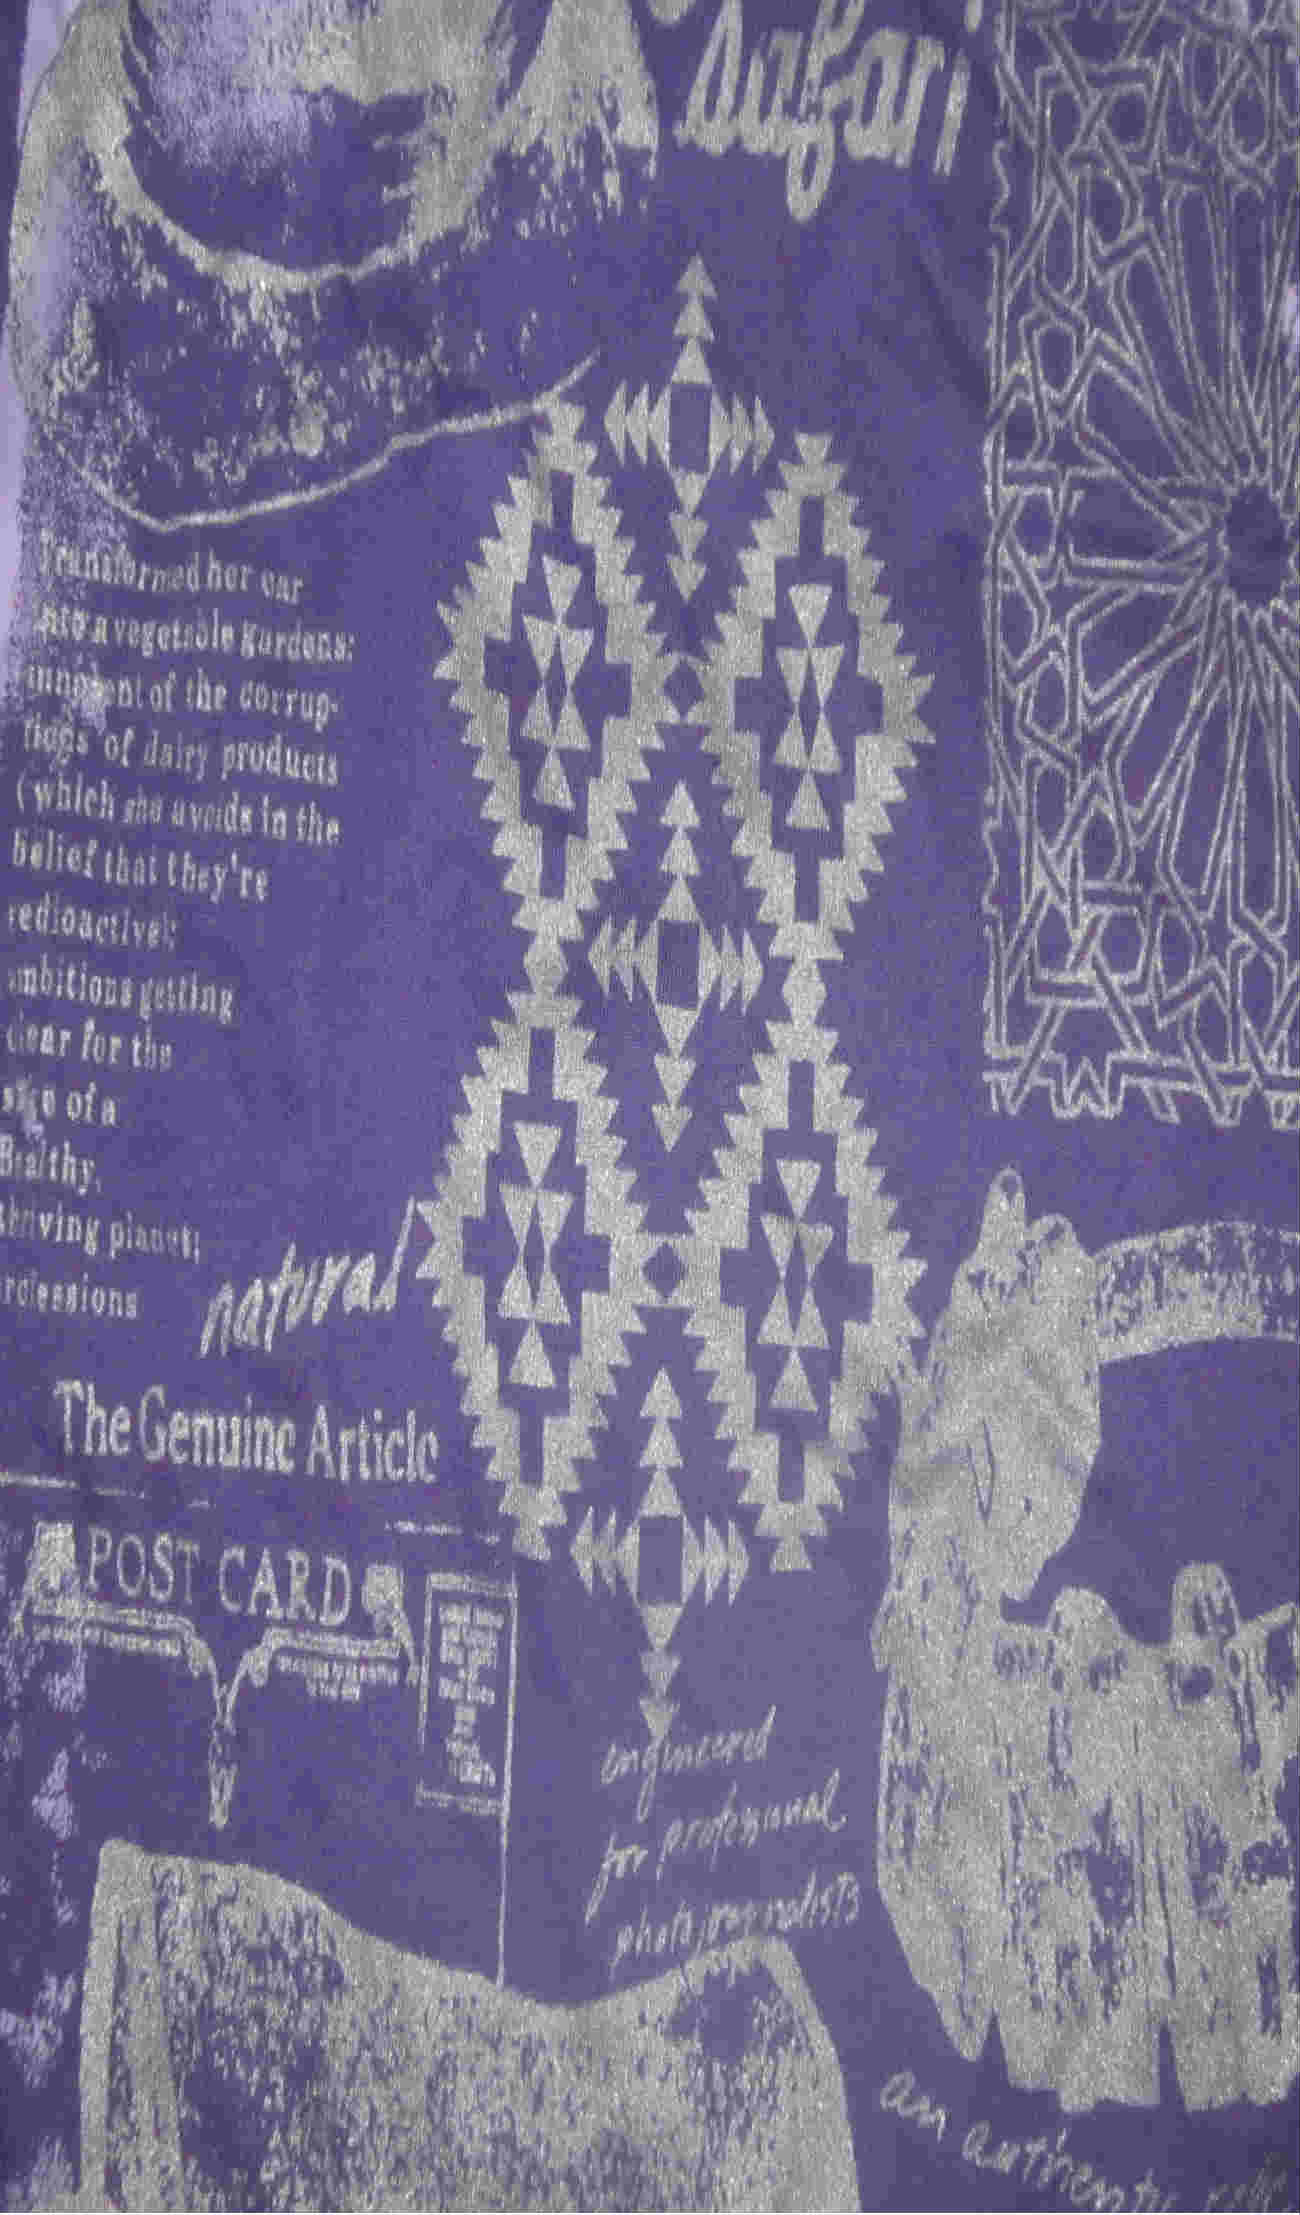 Safari
Transformed her car
into a vegetable gardens;
innocent of the corrup-
tions of dairy products
(which she avoids in the
belief that they're
redioactive);
ambitions getting
clear for the
sake of a
Healthy,
thriving planet;
The Genuine Article
natural
POST CARD
engineered
for professional
photojournalists
an authentic